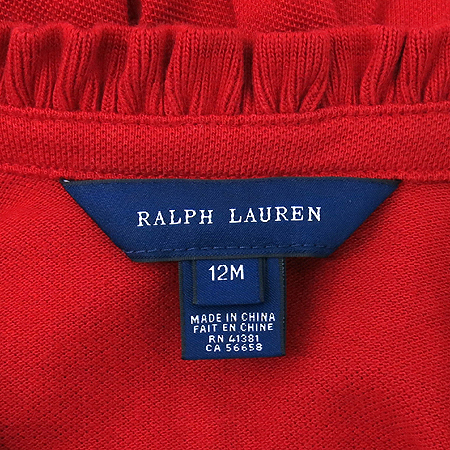 RALPH LAUREN
12M
MADE IN CHINA
FAIT EN CHINE
RN 41381
CA 56658